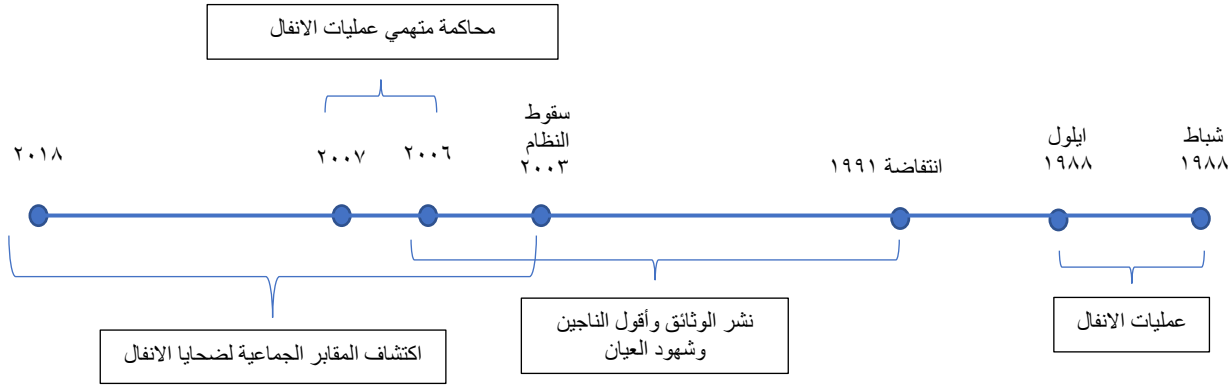 محاكمة متهمي عمليات الانفال
شباط
١٩٨٨
ايلول
١٩٨٨
انتفاضة ١٩٩١
سقوط
النظام
٢٠٠٣
٢٠٠٦
٢٠٠٧
٢٠١٨
عمليات الانفال
نشر الوثائق وأقول الناجين
وشهود العيان
اكتشاف المقابر الجماعية لضحايا الانفال